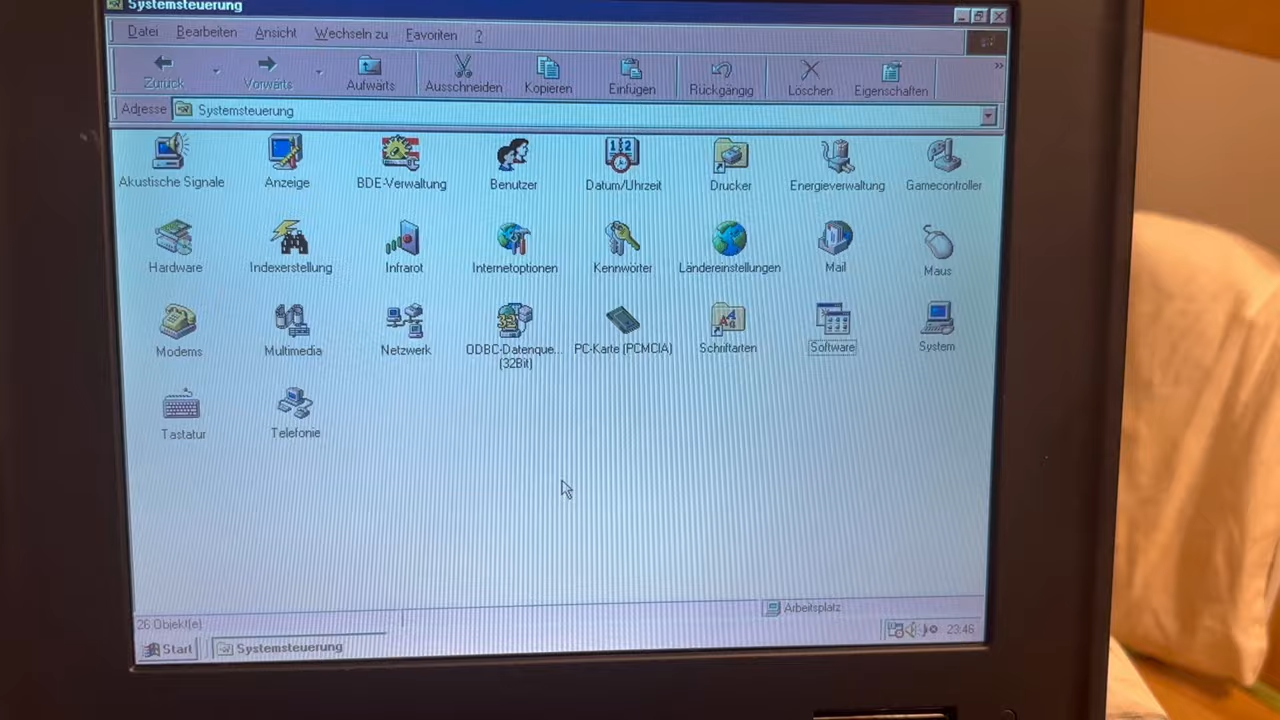 Systemsteuerung
Datei Bearbeiten Ansicht Wechseln zu Favoriten ?
Zurück Vorwärts Aufwärts Ausschneiden Kopieren Einfügen Rückgängig Löschen Eigenschaften »
Adresse Systemsteuerung
Akustische Signale Anzeige BDE-Verwaltung Benutzer Datum/Uhrzeit Drucker Energieverwaltung Gamecontroller
Hardware Indexerstellung Infrarot Internetoptionen Kennwörter Ländereinstellungen Mail Maus
Modems Multimedia Netzwerk ODBC-Datenque... PC-Karte (PCMCIA) Schriftarten Software System
(32Bit)
Tastatur Telefonie
26 Objekt(e) Arbeitsplatz
Start Systemsteuerung 23:46